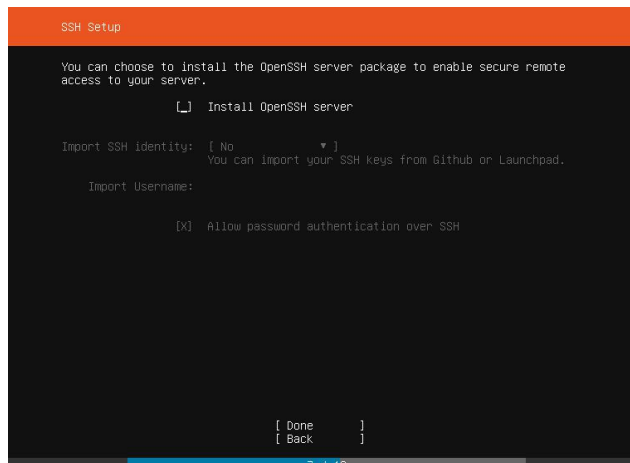 SSH Setup
You can choose to install the OpenSSH server package to enable secure remote
access to your server.
[_] Install OpenSSH server
Import SSH identity: [ No ▾ ]
You can import your SSH keys from Github or Launchpad.
Import Username:
[X] Allow password authentication over SSH
[ Done ]
[ Back ]